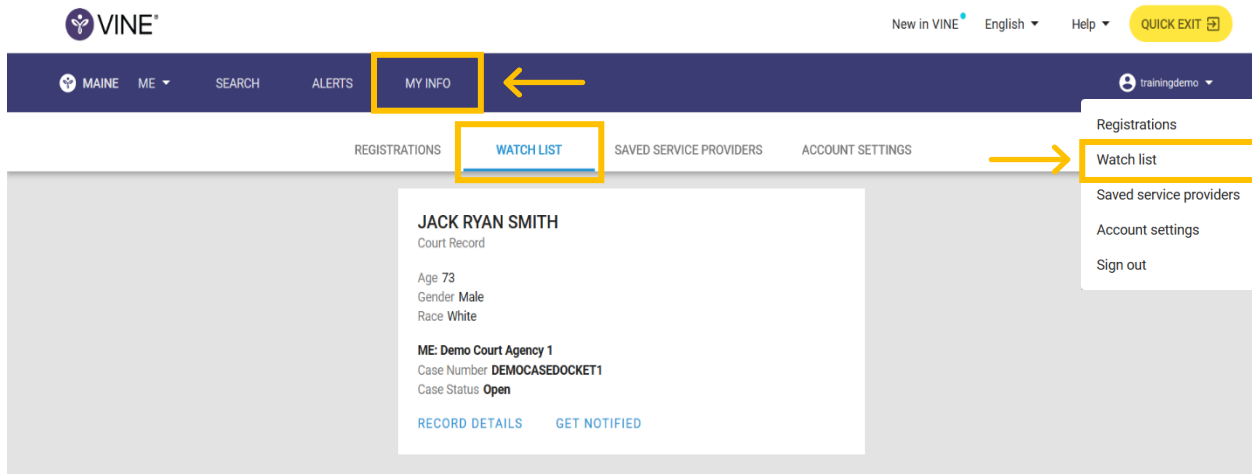 VINE®
New in VINE English Help QUICK EXIT
MAINE ME SEARCH ALERTS MY INFO trainingdemo
REGISTRATIONS WATCH LIST SAVED SERVICE PROVIDERS ACCOUNT SETTINGS
Registrations
Watch list
Saved service providers
Account settings
Sign out
JACK RYAN SMITH
Court Record
Age 73
Gender Male
Race White
ME: Demo Court Agency 1
Case Number DEMOCASEDOCKET1
Case Status Open
RECORD DETAILS GET NOTIFIED